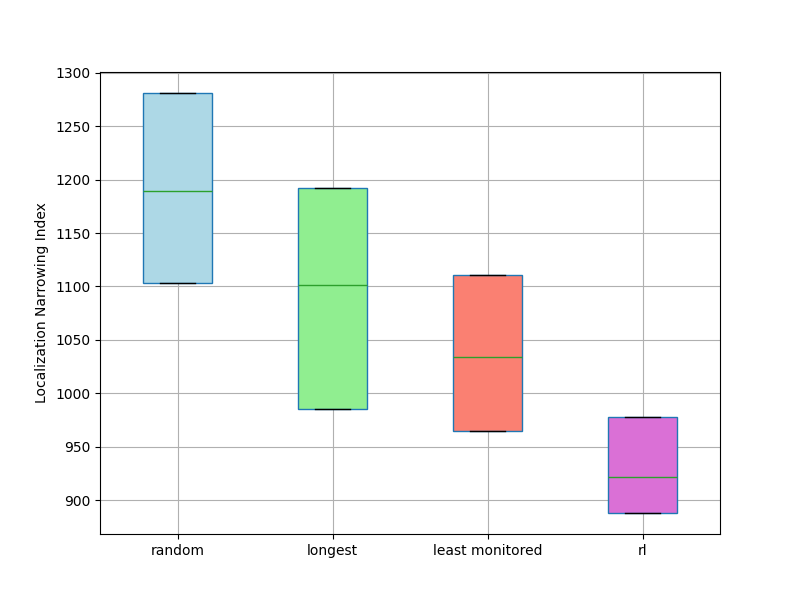 Localization Narrowing Index
1300
1250
1200
1150
1100
1050
1000
950
900
random
longest
least monitored
rl